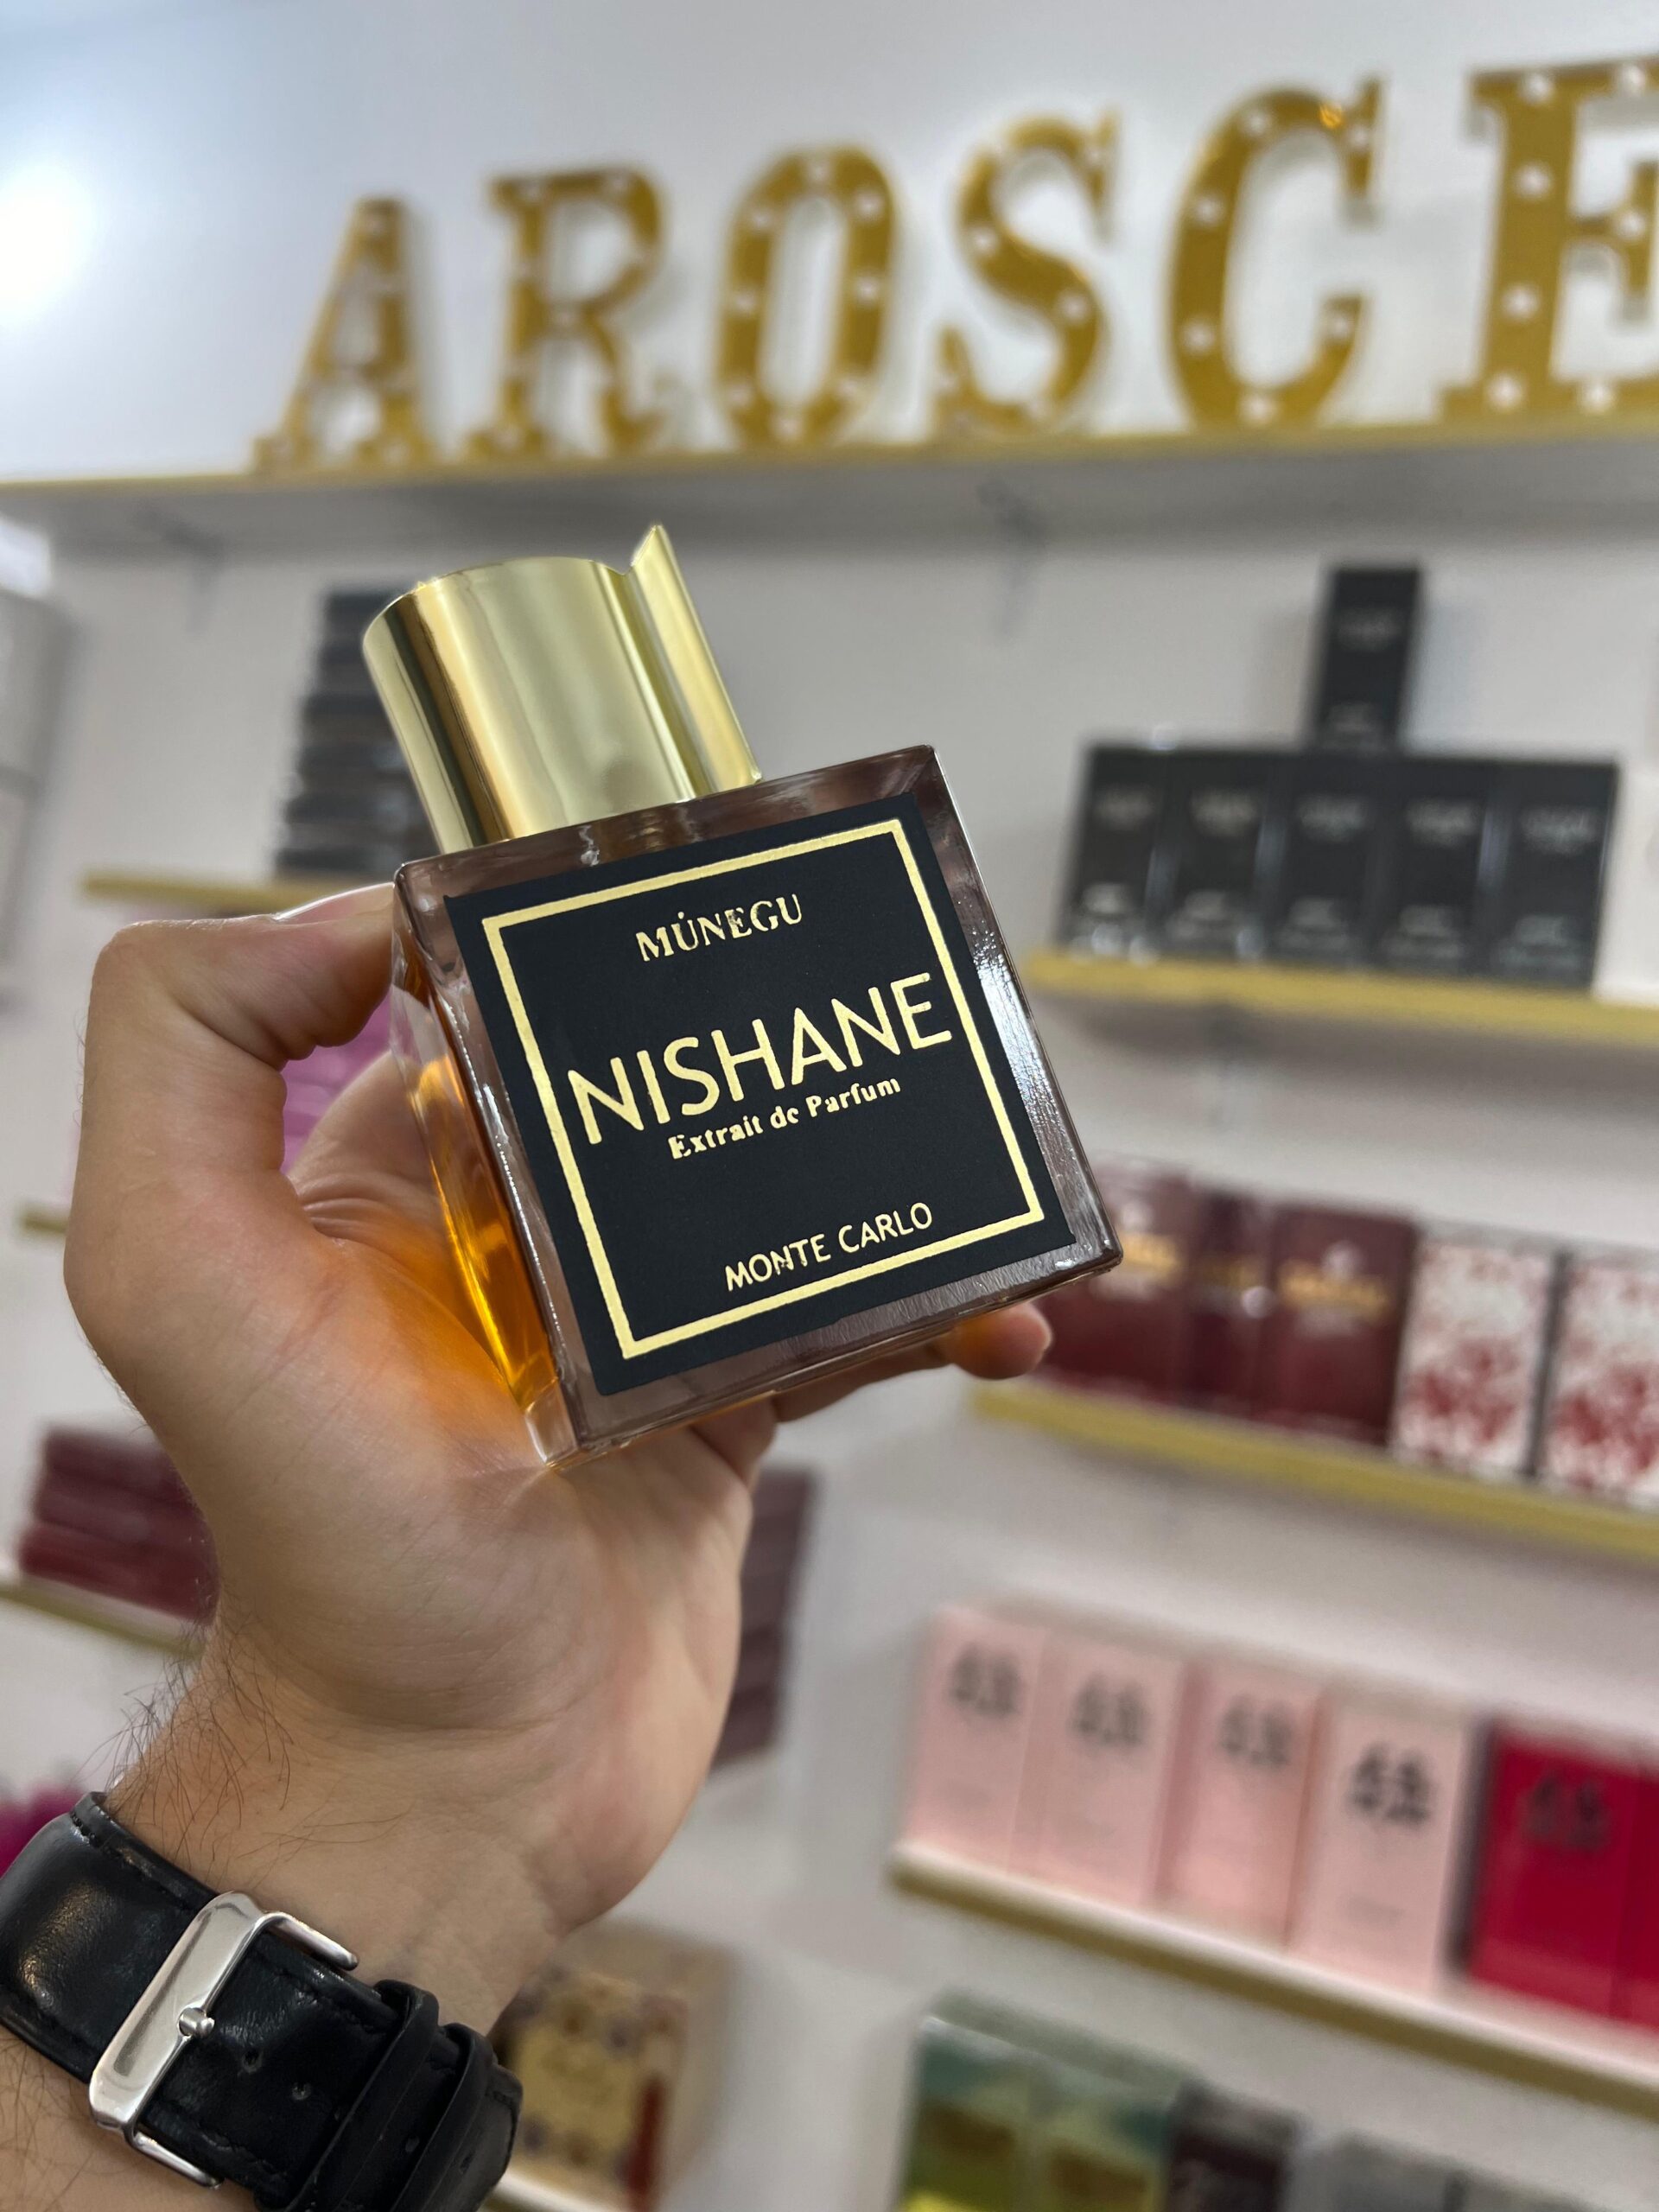 AROSCE
MÚNEGU
NISHANE
Extrait de Parfum
MONTE CARLO